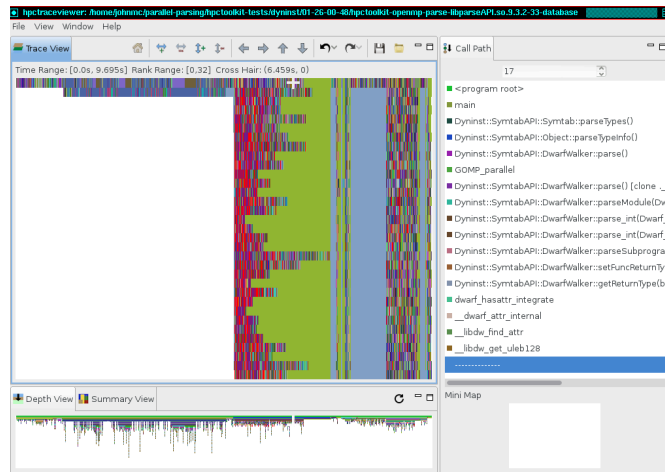 hpctraceviewer: /home/johnmc/parallel-parsing/hpctoolkit-tests/dyninst/01-26-00-48/hpctoolkit-openmp-parse-libparseAPI.so.9.3.2-33-database
File View Window Help
Trace View
Time Range: [0.0s, 9.695s] Rank Range: [0,32] Cross Hair: (6.459s, 0)
Depth View Summary View
Call Path
17
<program root>
main
Dyninst::SymtabAPI::Symtab::parseTypes()
Dyninst::SymtabAPI::Object::parseTypeInfo()
Dyninst::SymtabAPI::DwarfWalker::parse()
GOMP_parallel
Dyninst::SymtabAPI::DwarfWalker::parse() [clone ._
Dyninst::SymtabAPI::DwarfWalker::parseModule(Dw
Dyninst::SymtabAPI::DwarfWalker::parse_int(Dwarf_
Dyninst::SymtabAPI::DwarfWalker::parse_int(Dwarf_
Dyninst::SymtabAPI::DwarfWalker::parseSubprogra
Dyninst::SymtabAPI::DwarfWalker::setFuncReturnTy
Dyninst::SymtabAPI::DwarfWalker::getReturnType(b
dwarf_hasattr_integrate
__dwarf_attr_internal
__libdw_find_attr
__libdw_get_uleb128
--------------
Mini Map